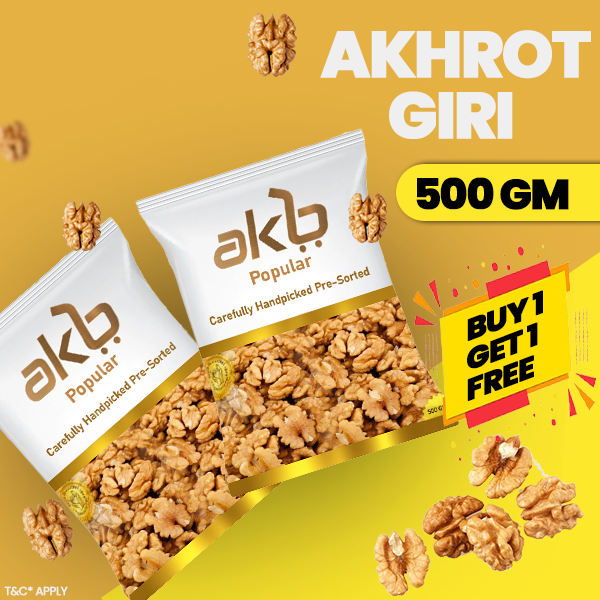 AKHROT
GIRI
500 GM
akb
Popular
Carefully Handpicked Pre-Sorted
akb
Popular
Carefully Handpicked Pre-Sorted
BUY 1
GET 1
FREE
T&C* APPLY